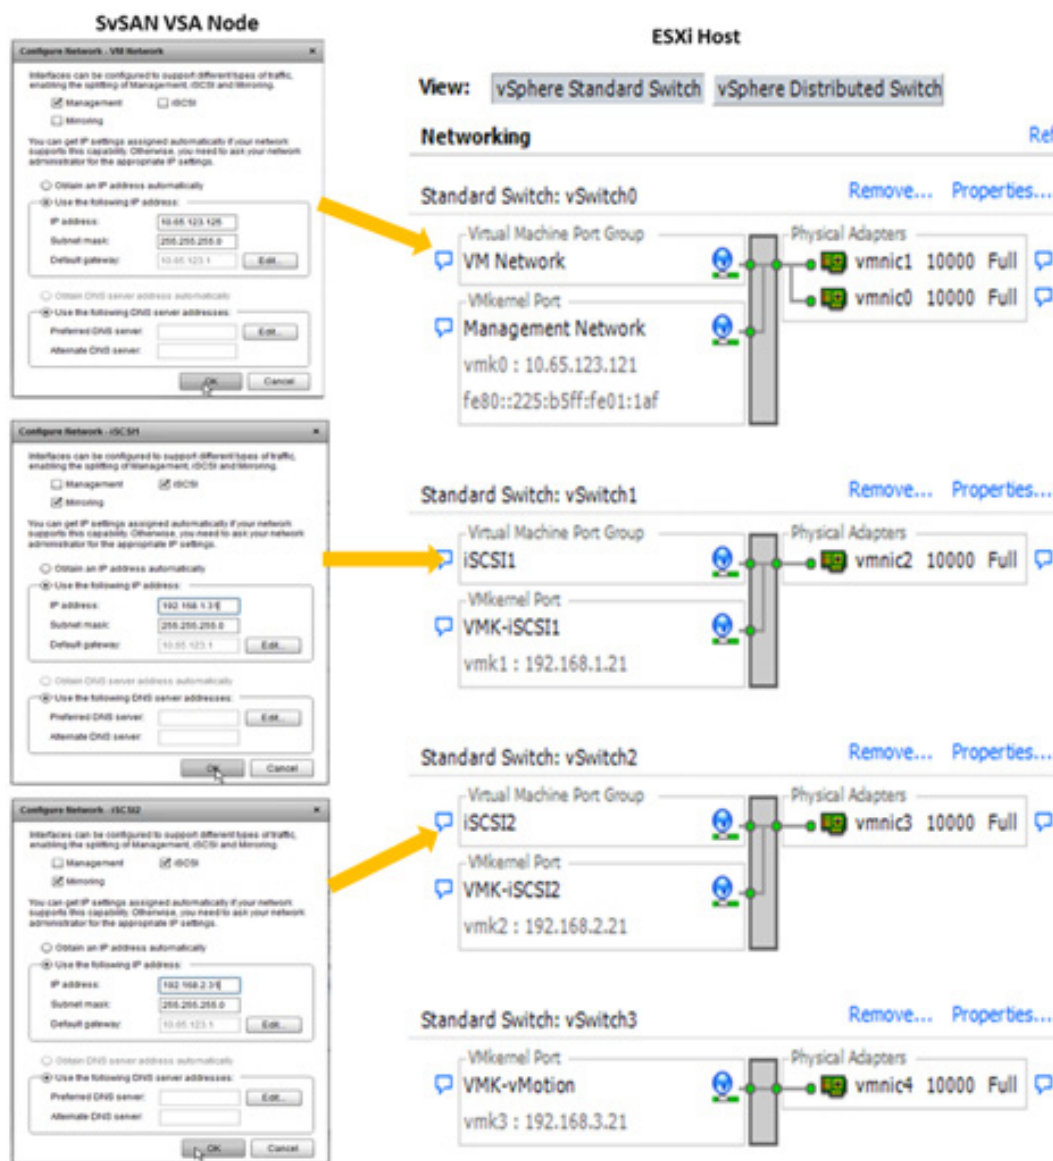 SvSAN VSA Node
Configure Network - VM Network
Interfaces can be configured to support different types of traffic,
enabling the splitting of Management, iSCSI and Mirroring.
Management
iSCSI
Mirroring
You can get IP settings assigned automatically if your network
supports this capability. Otherwise, you need to ask your network
administrator for the appropriate IP settings.
Obtain an IP address automatically
Use the following IP address:
IP address: 10.65.123.125
Subnet mask: 255.255.255.0
Default gateway: 10.65.123.1 Edit...
Obtain DNS server address automatically
Use the following DNS server addresses:
Preferred DNS server: Edit...
Alternate DNS server:
OK Cancel
Configure Network - iSCSI1
Interfaces can be configured to support different types of traffic,
enabling the splitting of Management, iSCSI and Mirroring.
Management
iSCSI
Mirroring
You can get IP settings assigned automatically if your network
supports this capability. Otherwise, you need to ask your network
administrator for the appropriate IP settings.
Obtain an IP address automatically
Use the following IP address:
IP address: 192.168.1.31
Subnet mask: 255.255.255.0
Default gateway: 10.65.123.1 Edit...
Obtain DNS server address automatically
Use the following DNS server addresses:
Preferred DNS server: Edit...
Alternate DNS server:
OK Cancel
Configure Network - iSCSI2
Interfaces can be configured to support different types of traffic,
enabling the splitting of Management, iSCSI and Mirroring.
Management
iSCSI
Mirroring
You can get IP settings assigned automatically if your network
supports this capability. Otherwise, you need to ask your network
administrator for the appropriate IP settings.
Obtain an IP address automatically
Use the following IP address:
IP address: 192.168.2.31
Subnet mask: 255.255.255.0
Default gateway: 10.65.123.1 Edit...
Obtain DNS server address automatically
Use the following DNS server addresses:
Preferred DNS server: Edit...
Alternate DNS server:
OK Cancel
ESXi Host
View: vSphere Standard Switch vSphere Distributed Switch
Networking Ref
Standard Switch: vSwitch0 Remove... Properties...
Virtual Machine Port Group Physical Adapters
VM Network vmnic1 10000 Full
vmnic0 10000 Full
VMkernel Port
Management Network
vmk0 : 10.65.123.121
fe80::225:b5ff:fe01:1af
Standard Switch: vSwitch1 Remove... Properties...
Virtual Machine Port Group Physical Adapters
iSCSI1 vmnic2 10000 Full
VMkernel Port
VMK-iSCSI1
vmk1 : 192.168.1.21
Standard Switch: vSwitch2 Remove... Properties...
Virtual Machine Port Group Physical Adapters
iSCSI2 vmnic3 10000 Full
VMkernel Port
VMK-iSCSI2
vmk2 : 192.168.2.21
Standard Switch: vSwitch3 Remove... Properties...
VMkernel Port Physical Adapters
VMK-vMotion vmnic4 10000 Full
vmk3 : 192.168.3.21